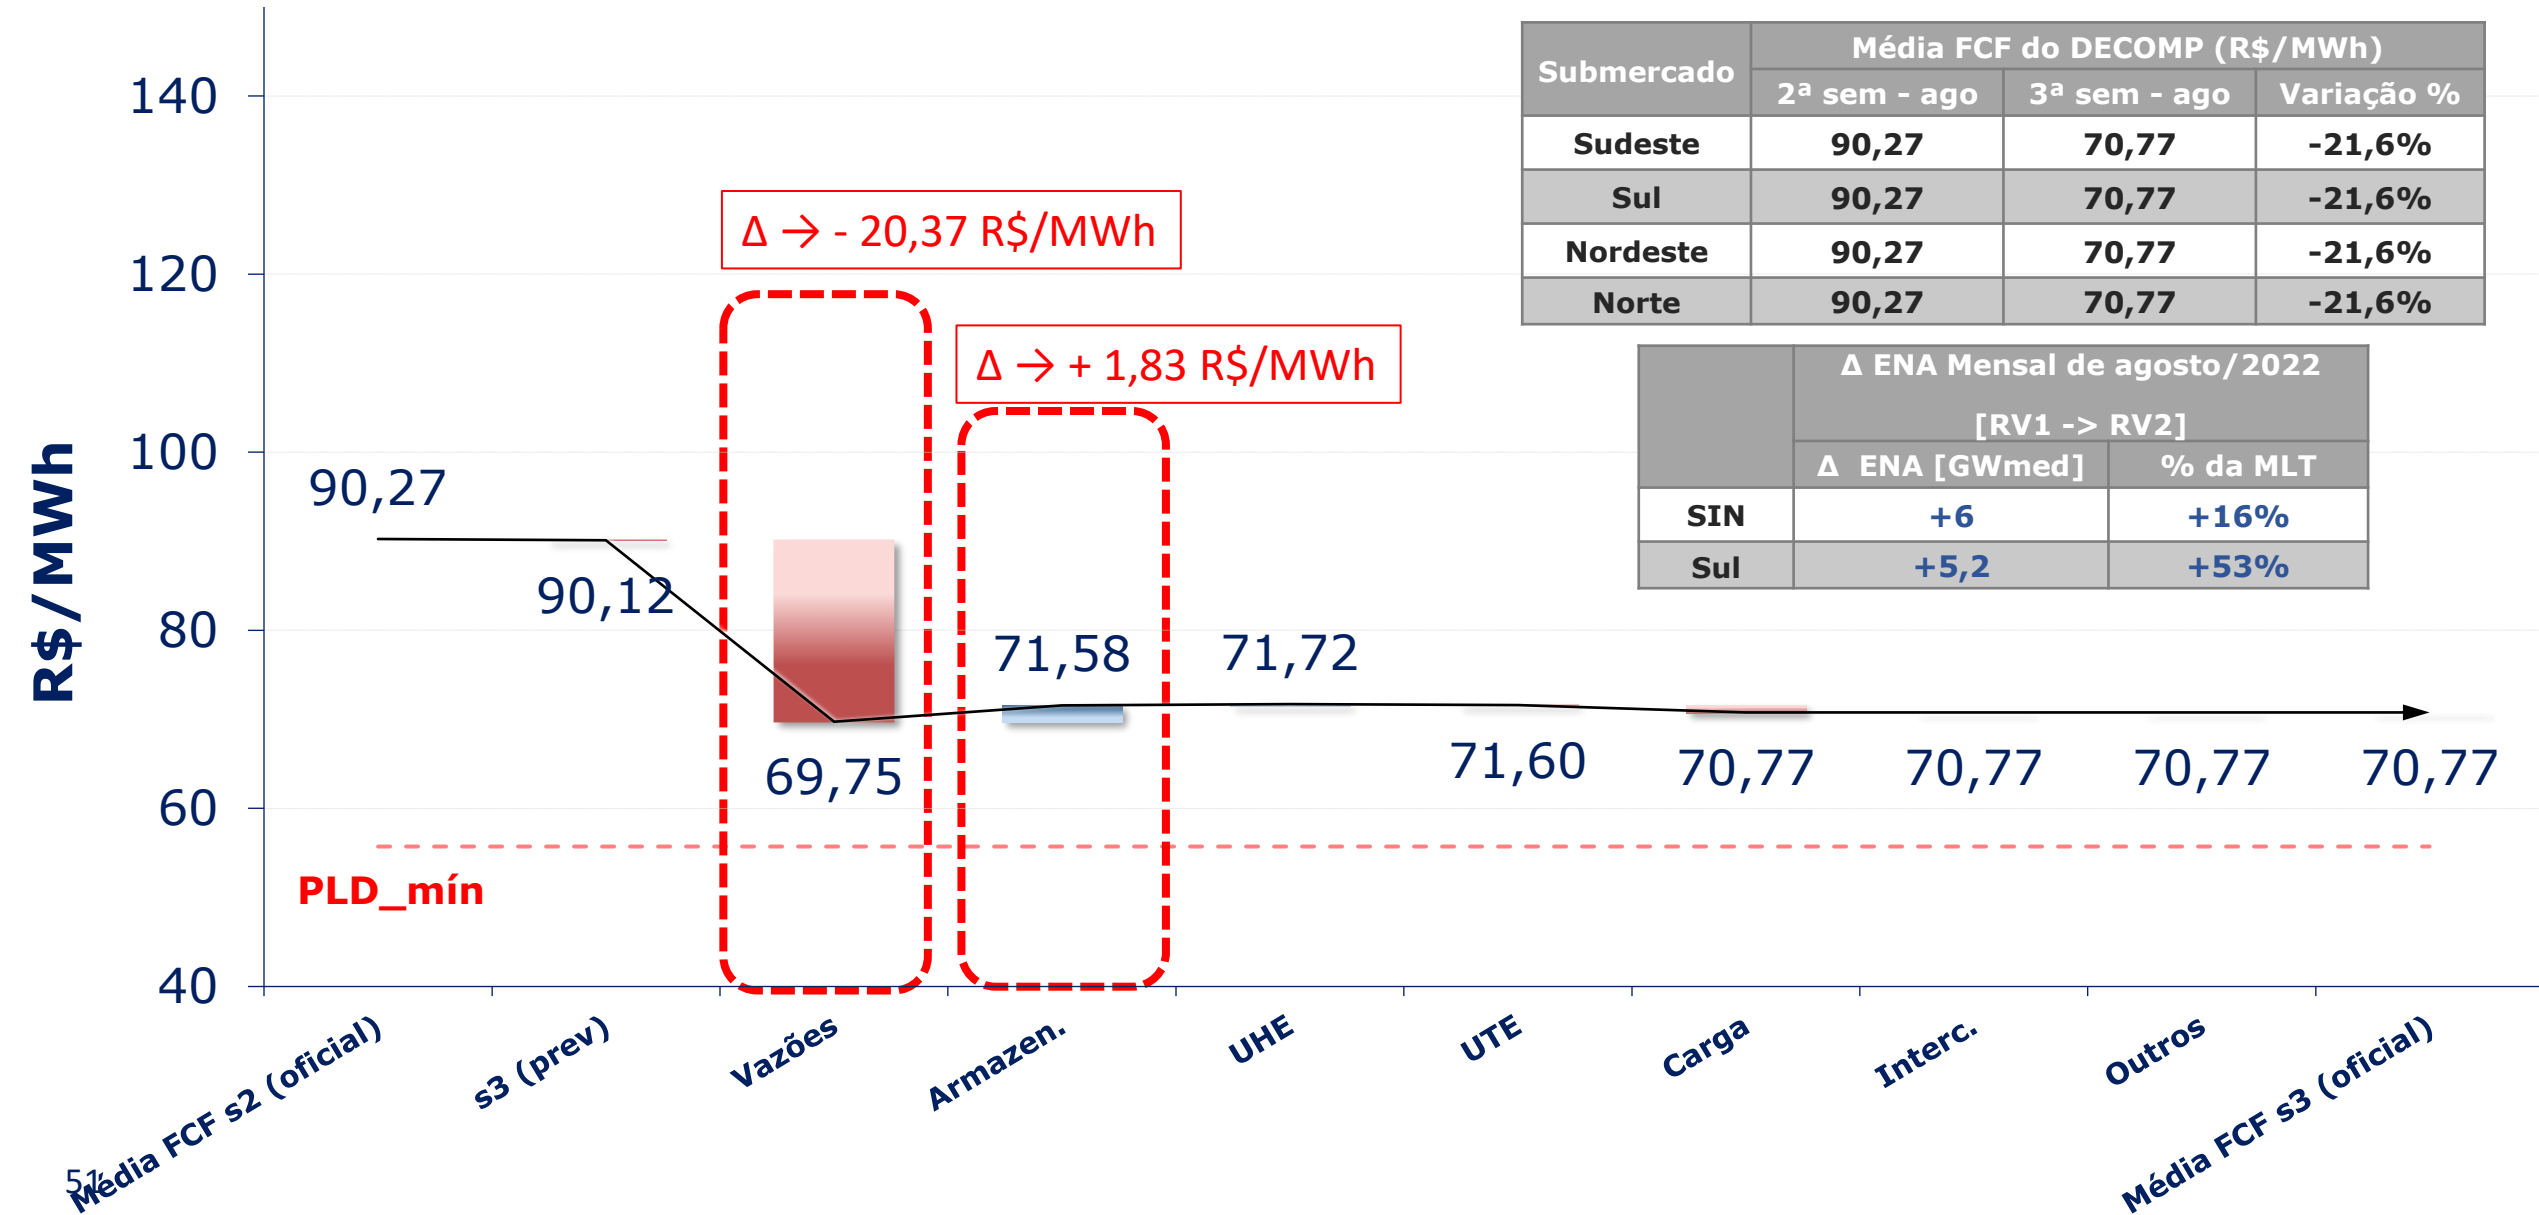 R$/MWh
140
120
100
80
60
40
Δ → - 20,37 R$/MWh
Δ → + 1,83 R$/MWh
90,27
90,12
69,75
71,58
71,72
71,60
70,77
70,77
70,77
70,77
PLD_mín
Média FCF s2 (oficial)
s3 (prev)
Vazões
Armazen.
UHE
UTE
Carga
Interc.
Outros
Média FCF s3 (oficial)
Submercado Média FCF do DECOMP (R$/MWh)
2ª sem - ago 3ª sem - ago Variação %
Sudeste 90,27 70,77 -21,6%
Sul 90,27 70,77 -21,6%
Nordeste 90,27 70,77 -21,6%
Norte 90,27 70,77 -21,6%
Δ ENA Mensal de agosto/2022
[RV1 -> RV2]
Δ ENA [GWmed] % da MLT
SIN +6 +16%
Sul +5,2 +53%
51